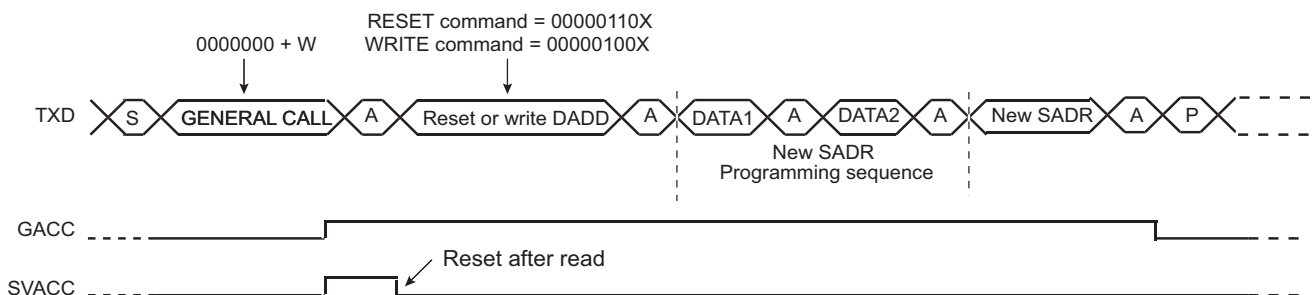 RESET command = 00000110X
0000000 + W
WRITE command = 00000100X
TXD
S
GENERAL CALL
A
Reset or write DADD
A
DATA1
A
DATA2
A
New SADR
A
P
New SADR
Programming sequence
GACC
Reset after read
SVACC